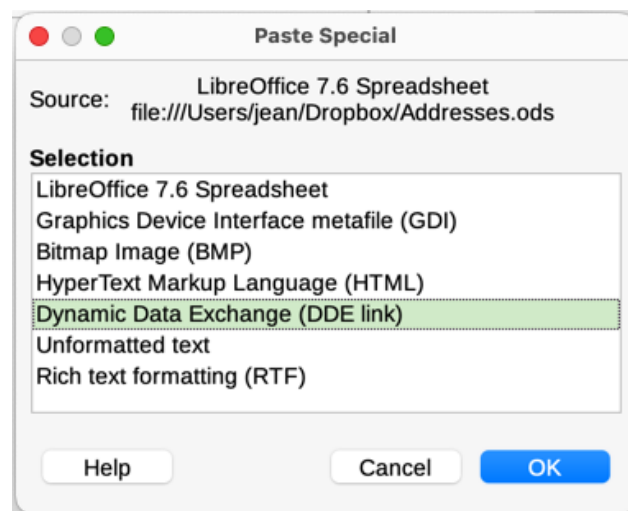 Paste Special
Source: LibreOffice 7.6 Spreadsheet
file:///Users/jean/Dropbox/Addresses.ods
Selection
LibreOffice 7.6 Spreadsheet
Graphics Device Interface metafile (GDI)
Bitmap Image (BMP)
HyperText Markup Language (HTML)
Dynamic Data Exchange (DDE link)
Unformatted text
Rich text formatting (RTF)
Help Cancel OK